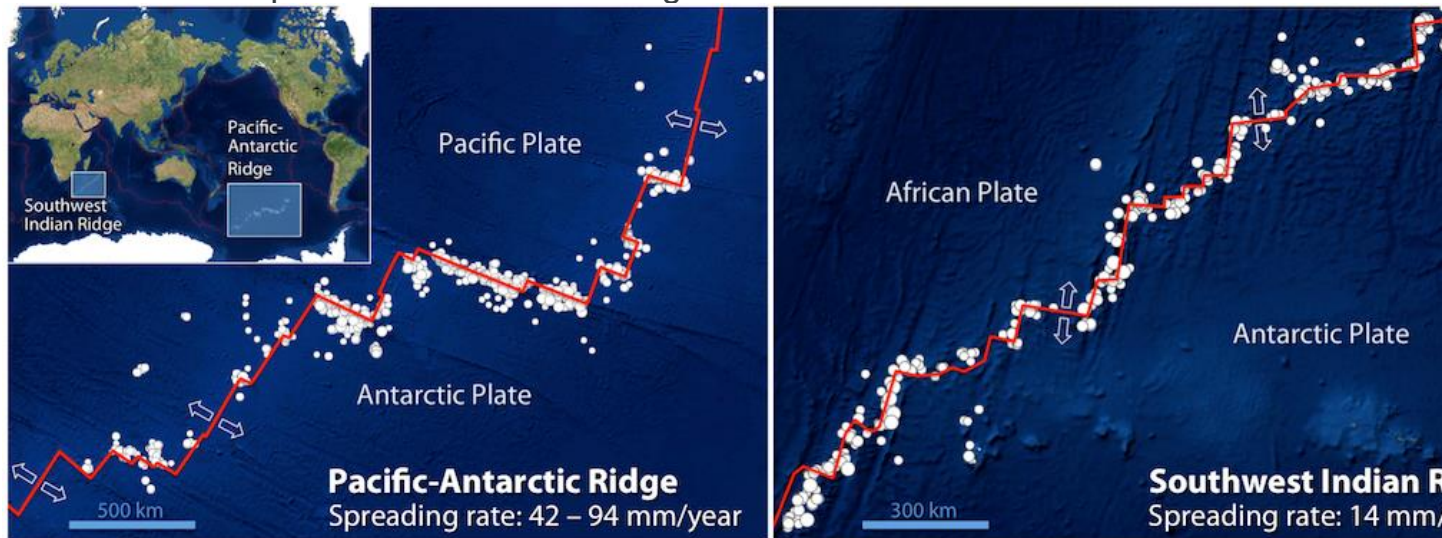 Pacific-
Antarctic
Ridge
Southwest
Indian Ridge
Pacific Plate
Antarctic Plate
Pacific-Antarctic Ridge
Spreading rate: 42 – 94 mm/year
500 km
African Plate
Antarctic Plate
Southwest Indian R
Spreading rate: 14 mm/
300 km